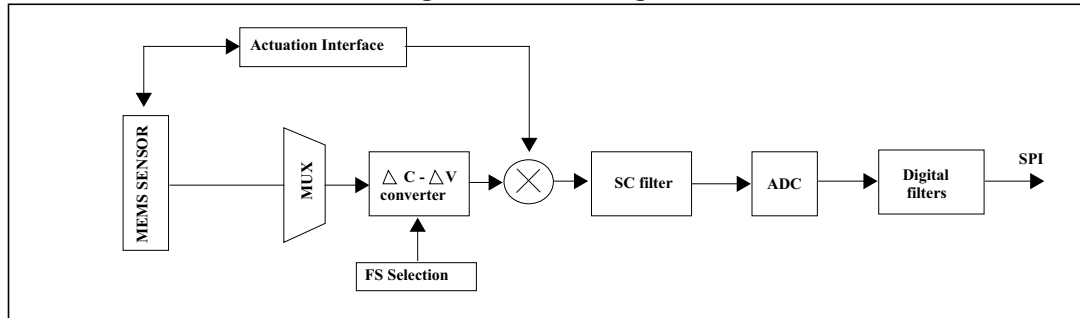 Actuation Interface
MEMS SENSOR
MUX
△ C - △V
converter
SC filter
ADC
Digital
filters
SPI
FS Selection